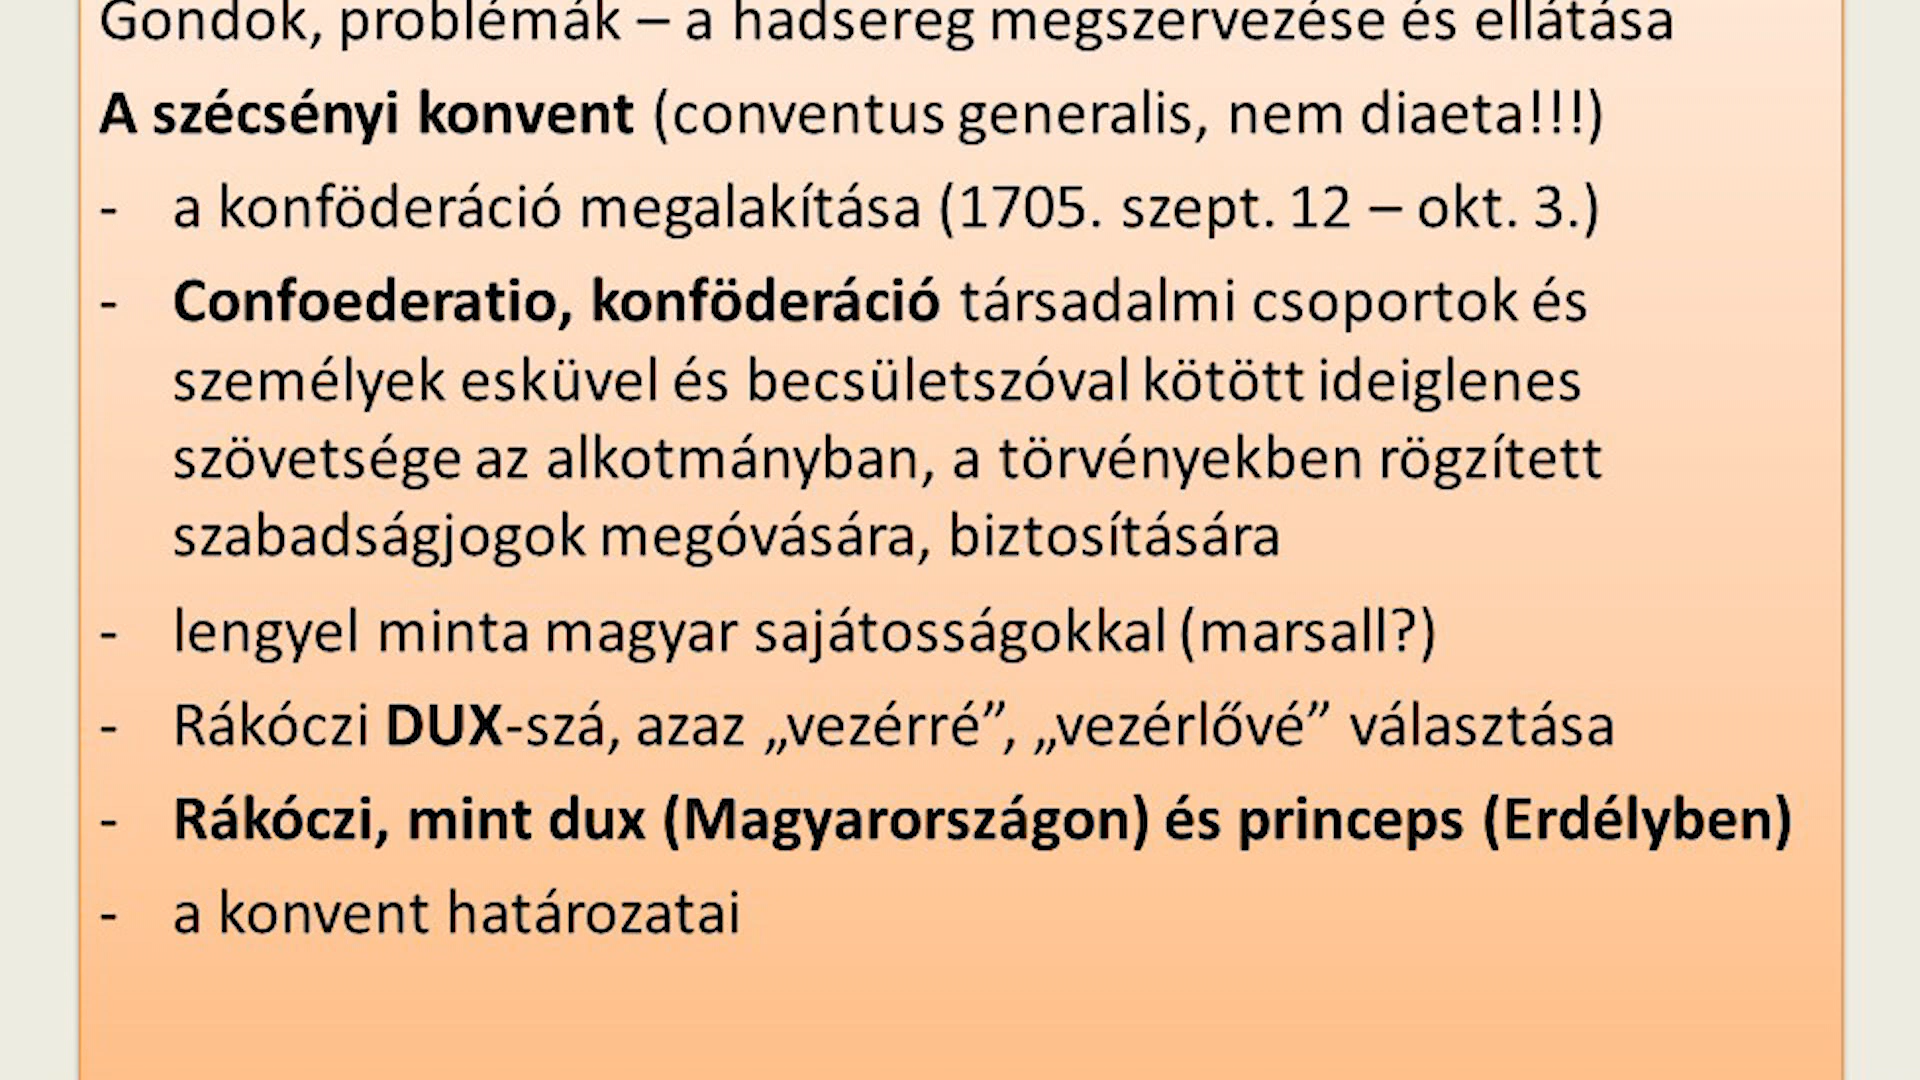 Gondok, problémák – a hadsereg megszervezése és ellátása
A szécsényi konvent (conventus generalis, nem diaeta!!!)
- a konföderáció megalakítása (1705. szept. 12 – okt. 3.)
- Confoederatio, konföderáció társadalmi csoportok és
személyek esküvel és becsületszóval kötött ideiglenes
szövetsége az alkotmányban, a törvényekben rögzített
szabadságjogok megóvására, biztosítására
- lengyel minta magyar sajátosságokkal (marsall?)
- Rákóczi DUX-szá, azaz „vezérré”, „vezérlővé” választása
- Rákóczi, mint dux (Magyarországon) és princeps (Erdélyben)
- a konvent határozatai